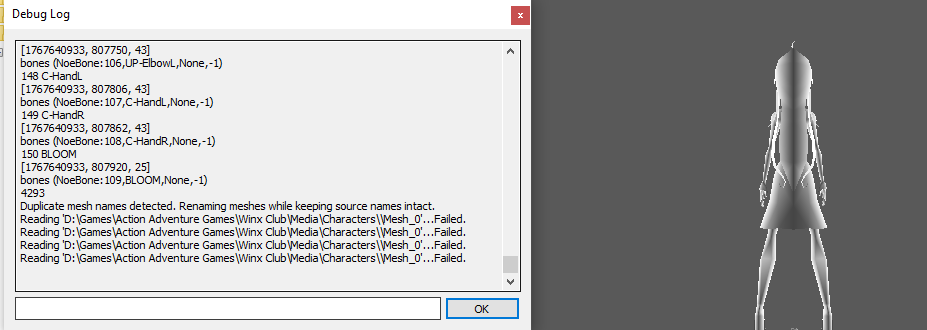 Debug Log
x
[1767640933, 807750, 43]
bones (NoeBone:106,UP-ElbowL,None,-1)
148 C-HandL
[1767640933, 807806, 43]
bones (NoeBone:107,C-HandL,None,-1)
149 C-HandR
[1767640933, 807862, 43]
bones (NoeBone:108,C-HandR,None,-1)
150 BLOOM
[1767640933, 807920, 25]
bones (NoeBone:109,BLOOM,None,-1)
4293
Duplicate mesh names detected. Renaming meshes while keeping source names intact.
Reading 'D:\Games\Action Adventure Games\Winx Club\Media\Characters\\Mesh_0'...Failed.
Reading 'D:\Games\Action Adventure Games\Winx Club\Media\Characters\\Mesh_0'...Failed.
Reading 'D:\Games\Action Adventure Games\Winx Club\Media\Characters\\Mesh_0'...Failed.
Reading 'D:\Games\Action Adventure Games\Winx Club\Media\Characters\\Mesh_0'...Failed.
OK